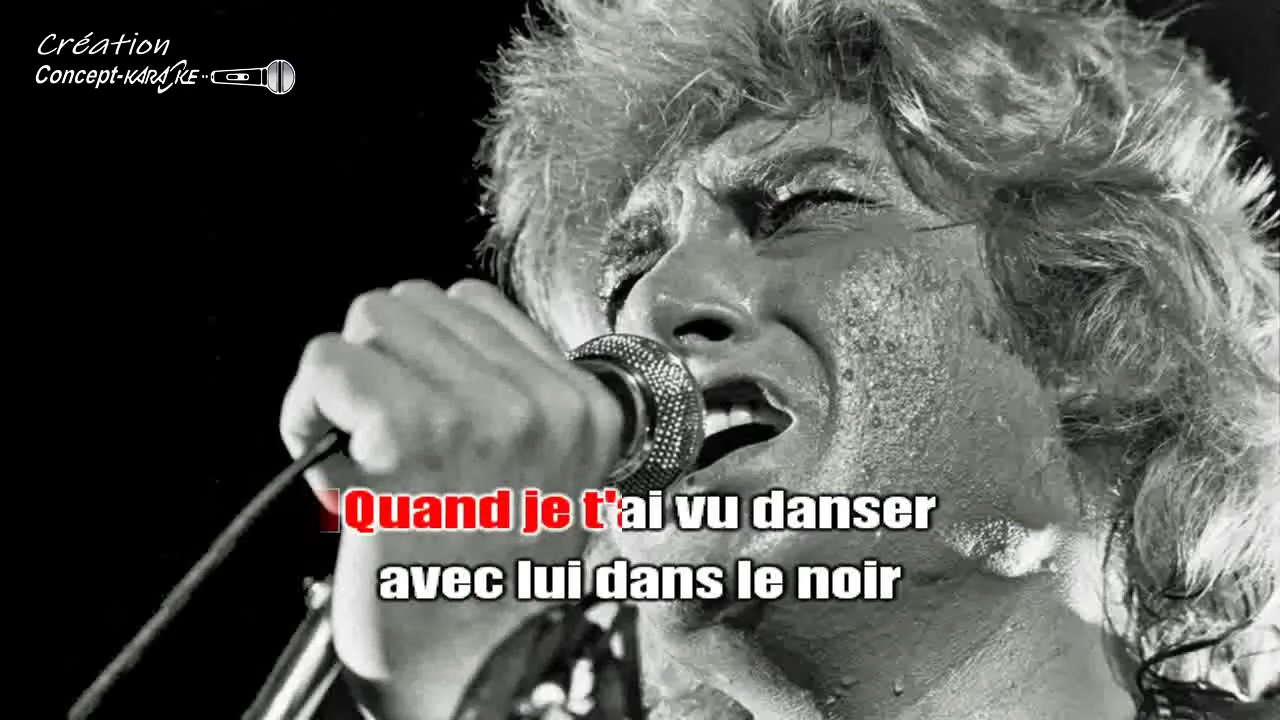 Création
Concept-KARAOKE
Quand je t'ai vu danser
avec lui dans le noir